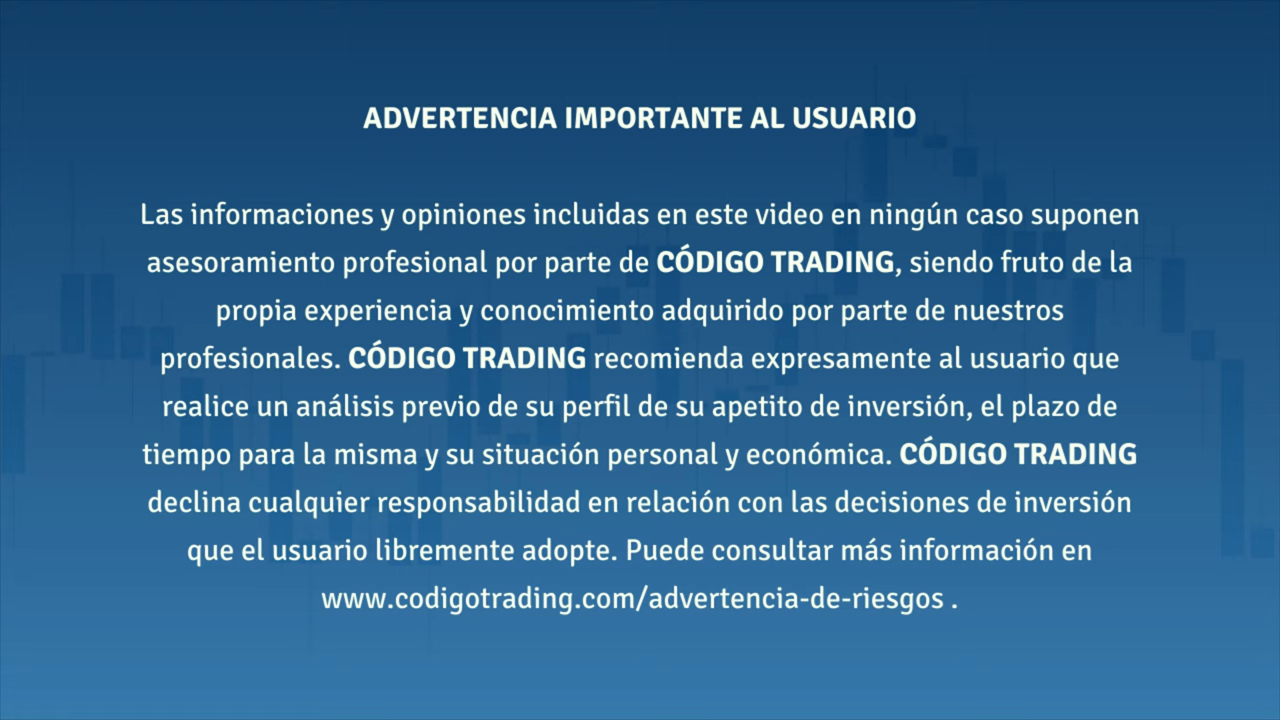 ADVERTENCIA IMPORTANTE AL USUARIO
Las informaciones y opiniones incluidas en este video en ningún caso suponen
asesoramiento profesional por parte de CÓDIGO TRADING, siendo fruto de la
propia experiencia y conocimiento adquirido por parte de nuestros
profesionales. CÓDIGO TRADING recomienda expresamente al usuario que
realice un análisis previo de su perfil de su apetito de inversión, el plazo de
tiempo para la misma y su situación personal y económica. CÓDIGO TRADING
declina cualquier responsabilidad en relación con las decisiones de inversión
que el usuario libremente adopte. Puede consultar más información en
www.codigotrading.com/advertencia-de-riesgos .